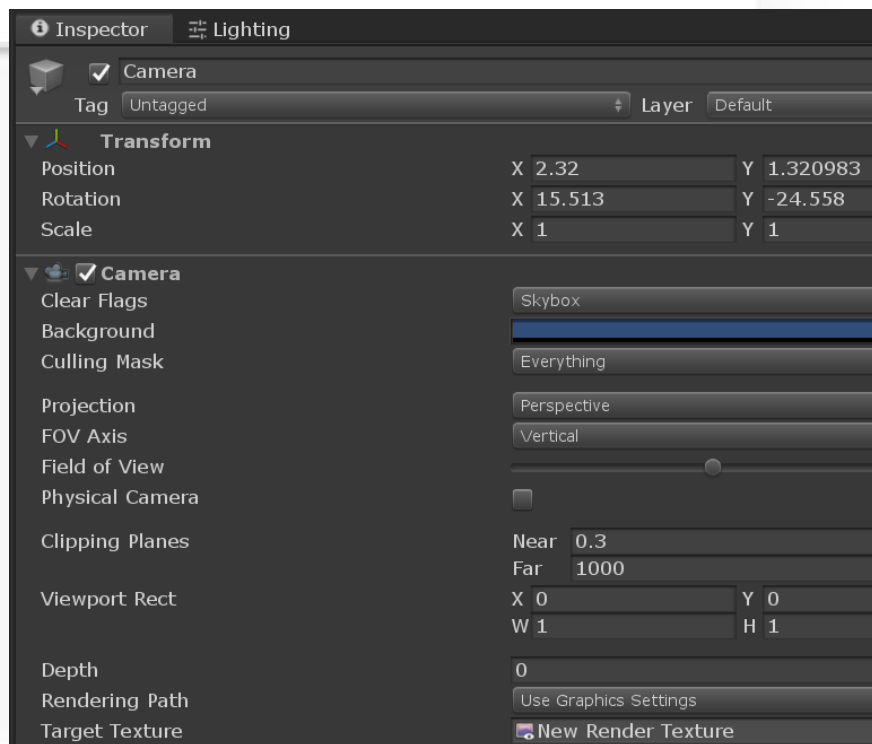 Inspector Lighting
Camera
Tag Untagged Layer Default
Transform
Position X 2.32 Y 1.320983
Rotation X 15.513 Y -24.558
Scale X 1 Y 1
Camera
Clear Flags Skybox
Background
Culling Mask Everything
Projection Perspective
FOV Axis Vertical
Field of View
Physical Camera
Clipping Planes Near 0.3
Far 1000
Viewport Rect X 0 Y 0
W 1 H 1
Depth 0
Rendering Path Use Graphics Settings
Target Texture New Render Texture